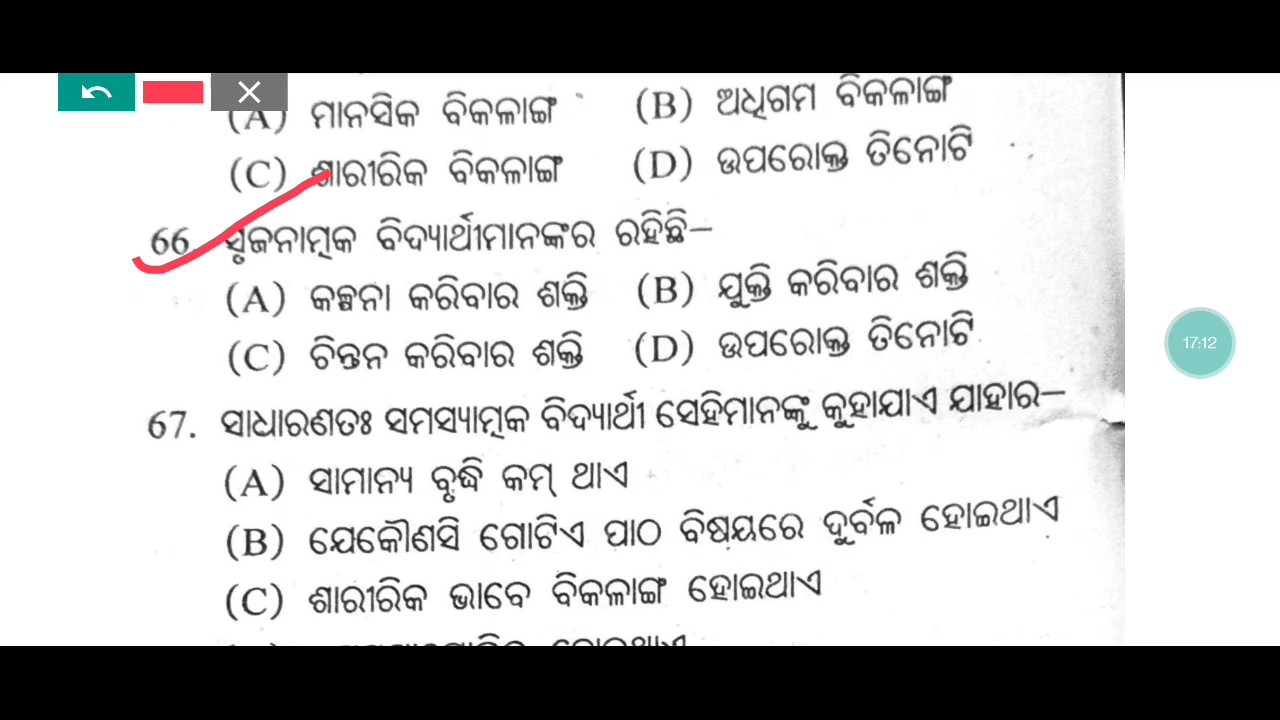 (A) ମାନସିକ ବିକଳାଙ୍ଗ (B) ଅଧିଗମ ବିକଳାଙ୍ଗ
(C) ଶାରୀରିକ ବିକଳାଙ୍ଗ (D) ଉପରୋକ୍ତ ତିନୋଟି
66. ସୃଜନାତ୍ମକ ବିଦ୍ୟାର୍ଥୀମାନଙ୍କର ରହିଛି–
(A) କଳ୍ପନା କରିବାର ଶକ୍ତି (B) ଯୁକ୍ତି କରିବାର ଶକ୍ତି
(C) ଚିନ୍ତନ କରିବାର ଶକ୍ତି (D) ଉପରୋକ୍ତ ତିନୋଟି
17:12
67. ସାଧାରଣତଃ ସମସ୍ୟାତ୍ମକ ବିଦ୍ୟାର୍ଥୀ ସେହିମାନଙ୍କୁ କୁହାଯାଏ ଯାହାର–
(A) ସାମାନ୍ୟ ବୃଦ୍ଧି କମ୍ ଥାଏ
(B) ଯେକୌଣସି ଗୋଟିଏ ପାଠ ବିଷୟରେ ଦୁର୍ବଳ ହୋଇଥାଏ
(C) ଶାରୀରିକ ଭାବେ ବିକଳାଙ୍ଗ ହୋଇଥାଏ